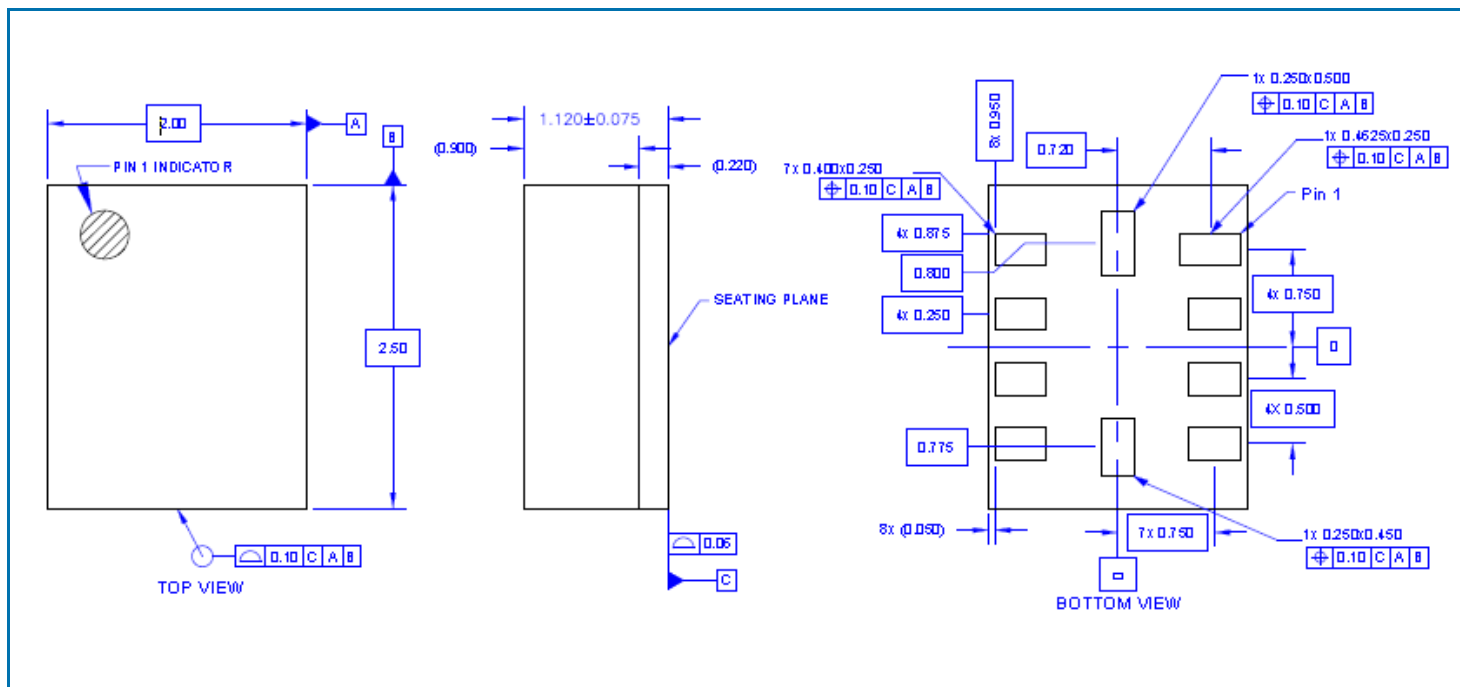 2.00
A
B
PIN 1 INDICATOR
2.50
0.10 C A B
TOP VIEW
1.120±0.075
(0.900)
(0.220)
SEATING PLANE
0.06
C
8x 0.950
0.720
1x 0.250x0.500
0.10 C A B
1x 0.4625x0.250
0.10 C A B
7x 0.400x0.250
0.10 C A B
Pin 1
4x 0.875
0.800
4x 0.250
4x 0.750
4X 0.500
0.775
8x (0.050)
7x 0.750
1x 0.250x0.450
0.10 C A B
BOTTOM VIEW